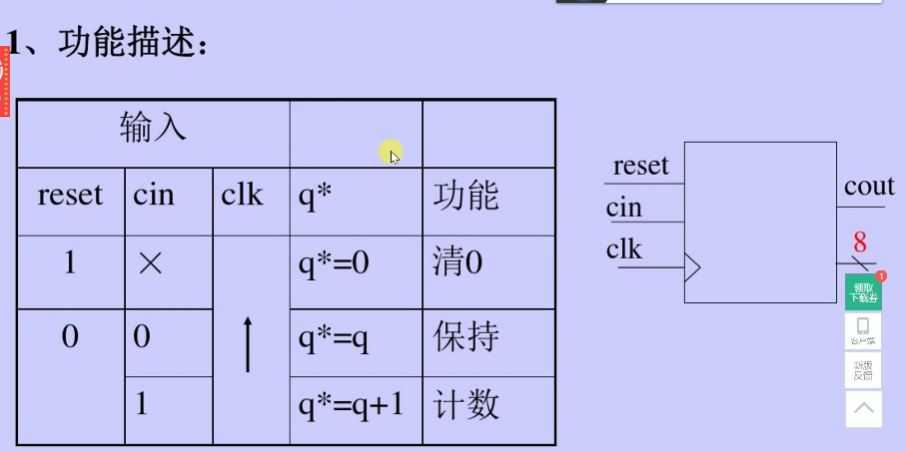 1、功能描述：
输入
reset cin clk q* 功能
1 × q*=0 清0
0 0 ↑ q*=q 保持
1 q*=q+1 计数
reset
cin
clk
cout
8
1
领取
下载券
客户端
新版
反馈